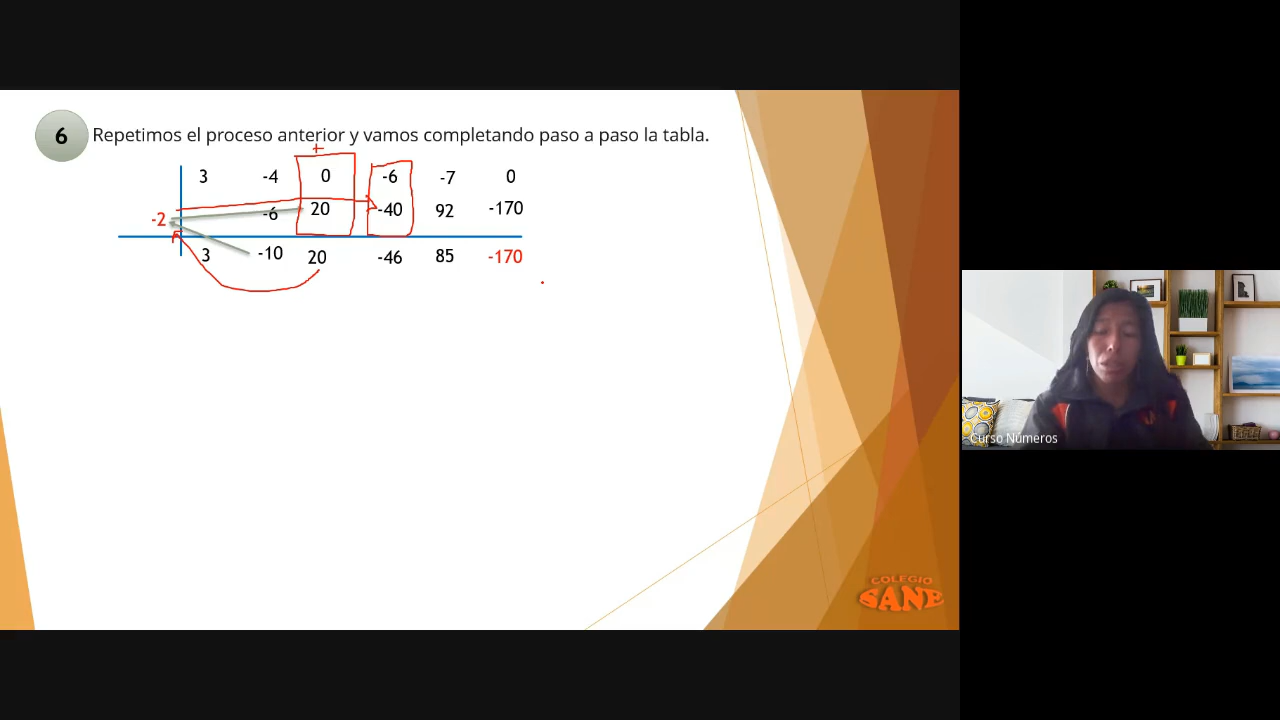 6 Repetimos el proceso anterior y vamos completando paso a paso la tabla.
+
3 -4 0 -6 -7 0
-2 -6 20 -40 92 -170
3 -10 20 -46 85 -170
Curso Números
COLEGIO
SANE